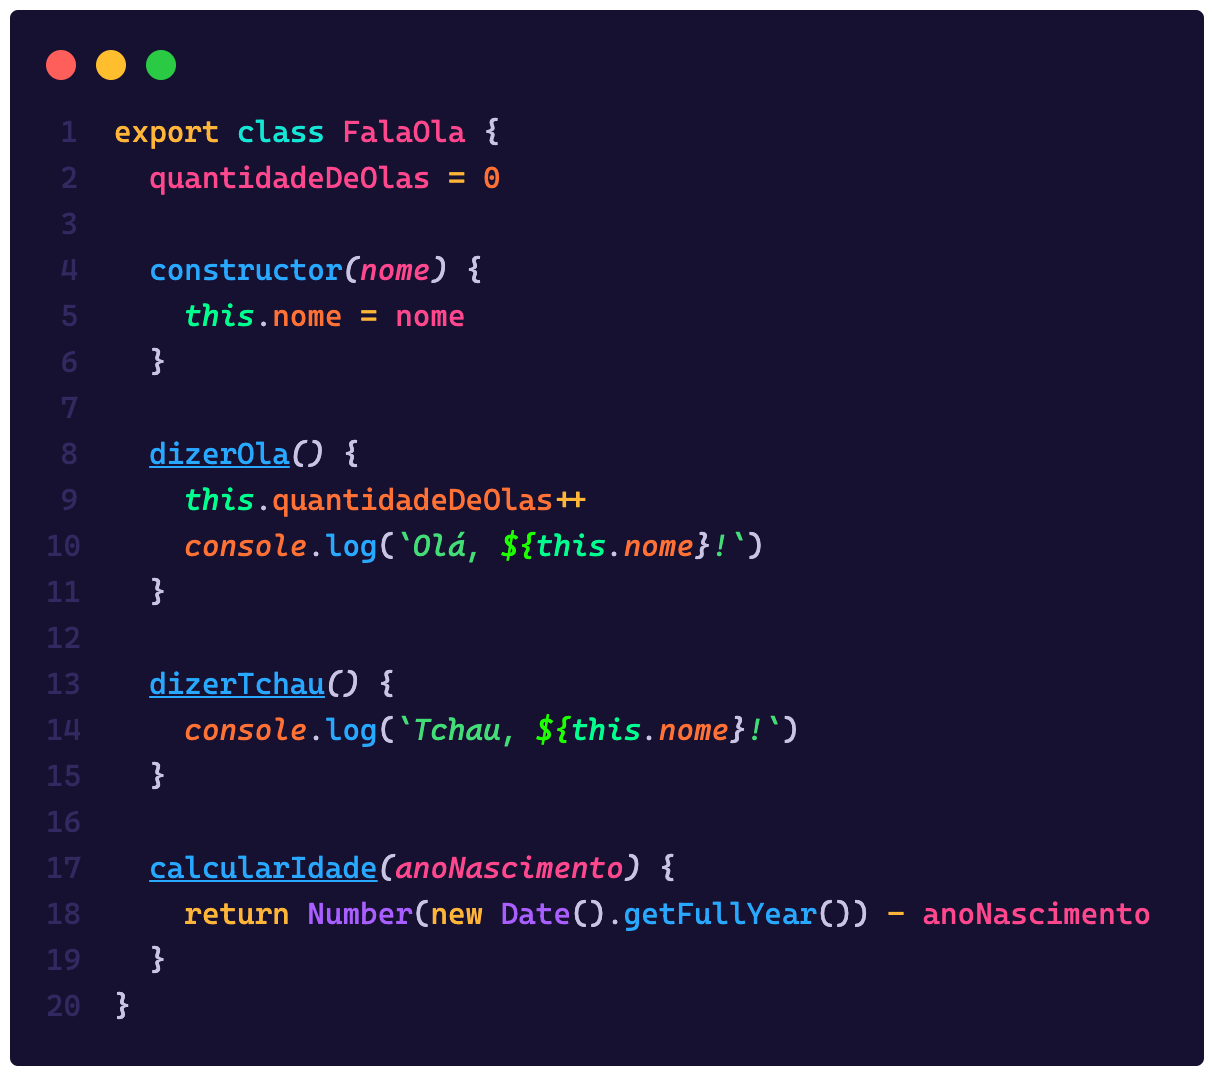 1 export class FalaOla {
2 quantidadeDeOlas = 0
3
4 constructor(nome) {
5 this.nome = nome
6 }
7
8 dizerOla() {
9 this.quantidadeDeOlas++
10 console.log(`Olá, ${this.nome}!`)
11 }
12
13 dizerTchau() {
14 console.log(`Tchau, ${this.nome}!`)
15 }
16
17 calcularIdade(anoNascimento) {
18 return Number(new Date().getFullYear()) - anoNascimento
19 }
20 }